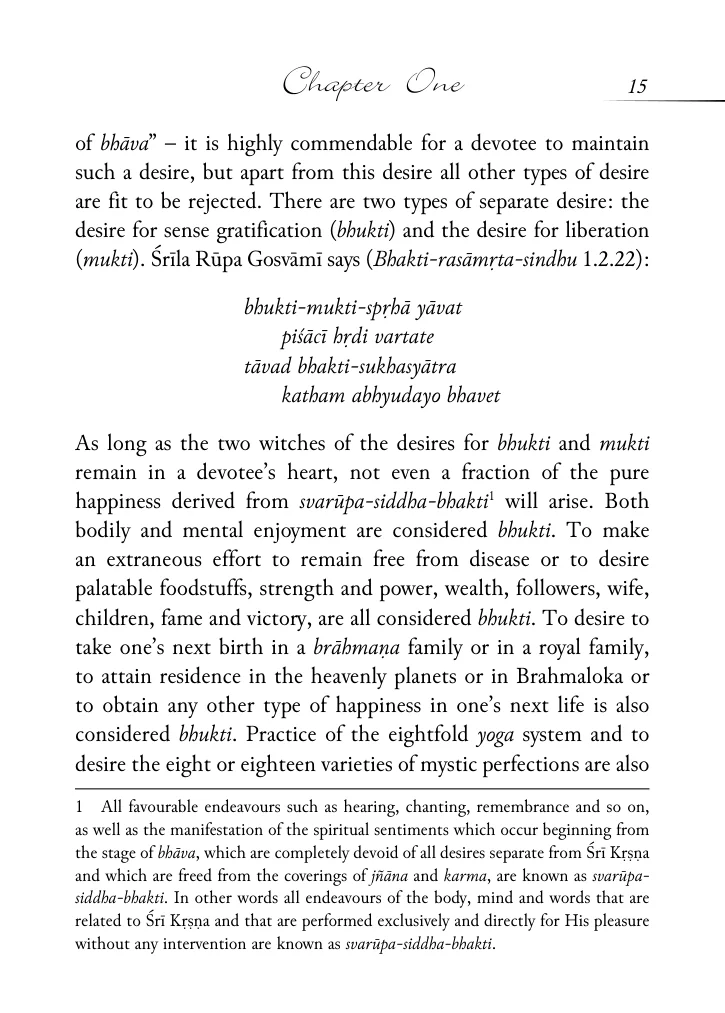 Chapter One
15
of bhāva” – it is highly commendable for a devotee to maintain
such a desire, but apart from this desire all other types of desire
are fit to be rejected. There are two types of separate desire: the
desire for sense gratification (bhukti) and the desire for liberation
(mukti). Śrīla Rūpa Gosvāmī says (Bhakti-rasāmṛta-sindhu 1.2.22):
bhukti-mukti-spṛhā yāvat
piśācī hṛdi vartate
tāvad bhakti-sukhasyātra
katham abhyudayo bhavet
As long as the two witches of the desires for bhukti and mukti
remain in a devotee’s heart, not even a fraction of the pure
happiness derived from svarūpa-siddha-bhakti¹ will arise. Both
bodily and mental enjoyment are considered bhukti. To make
an extraneous effort to remain free from disease or to desire
palatable foodstuffs, strength and power, wealth, followers, wife,
children, fame and victory, are all considered bhukti. To desire to
take one’s next birth in a brāhmaṇa family or in a royal family,
to attain residence in the heavenly planets or in Brahmaloka or
to obtain any other type of happiness in one’s next life is also
considered bhukti. Practice of the eightfold yoga system and to
desire the eight or eighteen varieties of mystic perfections are also
1 All favourable endeavours such as hearing, chanting, remembrance and so on,
as well as the manifestation of the spiritual sentiments which occur beginning from
the stage of bhāva, which are completely devoid of all desires separate from Śrī Kṛṣṇa
and which are freed from the coverings of jñāna and karma, are known as svarūpa-
siddha-bhakti. In other words all endeavours of the body, mind and words that are
related to Śrī Kṛṣṇa and that are performed exclusively and directly for His pleasure
without any intervention are known as svarūpa-siddha-bhakti.